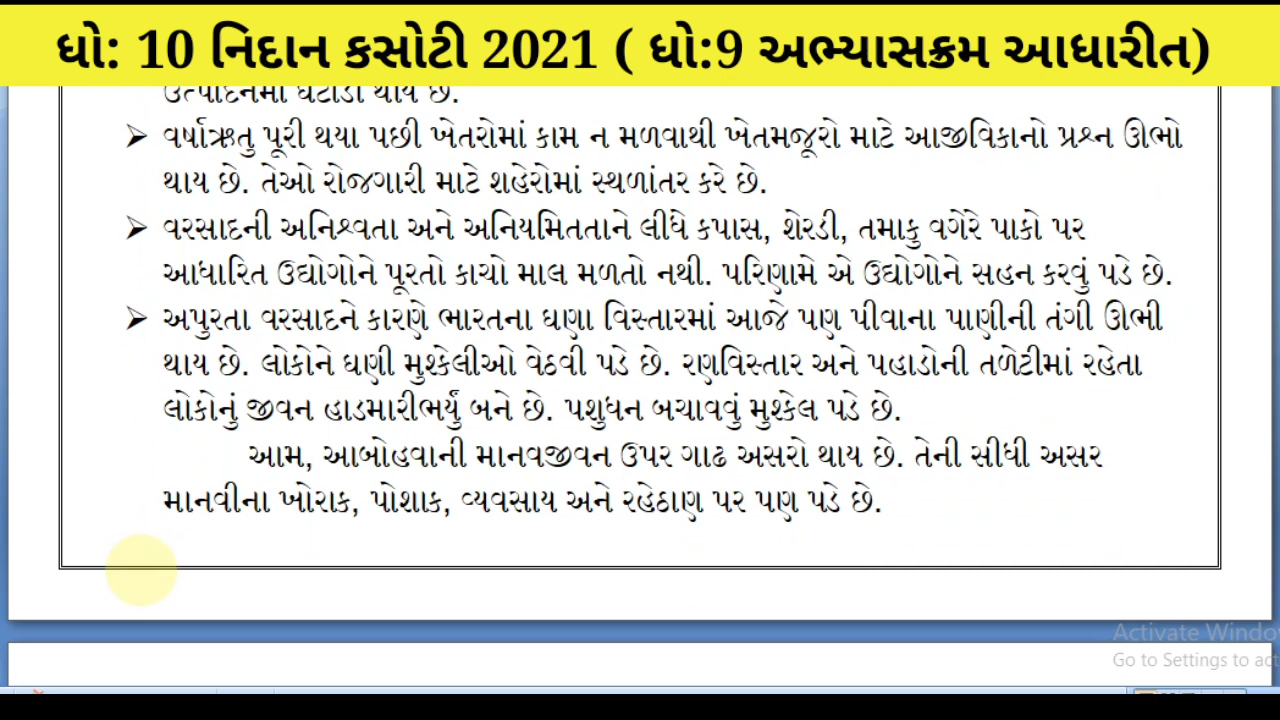 ધો: 10 નિદાન કસોટી 2021 ( ધો:9 અભ્યાસક્રમ આધારીત)
ઉત્પાદનમાં ઘટાડો થાય છે.
➢ વર્ષાઋતુ પૂરી થયા પછી ખેતરોમાં કામ ન મળવાથી ખેતમજૂરો માટે આજીવિકાનો પ્રશ્ન ઊભો
થાય છે. તેઓ રોજગારી માટે શહેરોમાં સ્થળાંતર કરે છે.
➢ વરસાદની અનિશ્વતા અને અનિયમિતતાને લીધે કપાસ, શેરડી, તમાકુ વગેરે પાકો પર
આધારિત ઉદ્યોગોને પૂરતો કાચો માલ મળતો નથી. પરિણામે એ ઉદ્યોગોને સહન કરવું પડે છે.
➢ અપુરતા વરસાદને કારણે ભારતના ઘણા વિસ્તારમાં આજે પણ પીવાના પાણીની તંગી ઊભી
થાય છે. લોકોને ઘણી મુશ્કેલીઓ વેઠવી પડે છે. રણવિસ્તાર અને પહાડોની તળેટીમાં રહેતા
લોકોનું જીવન હાડમારીભર્યું બને છે. પશુધન બચાવવું મુશ્કેલ પડે છે.
આમ, આબોહવાની માનવજીવન ઉપર ગાઢ અસરો થાય છે. તેની સીધી અસર
માનવીના ખોરાક, પોશાક, વ્યવસાય અને રહેઠાણ પર પણ પડે છે.
Activate Windo
Go to Settings to act